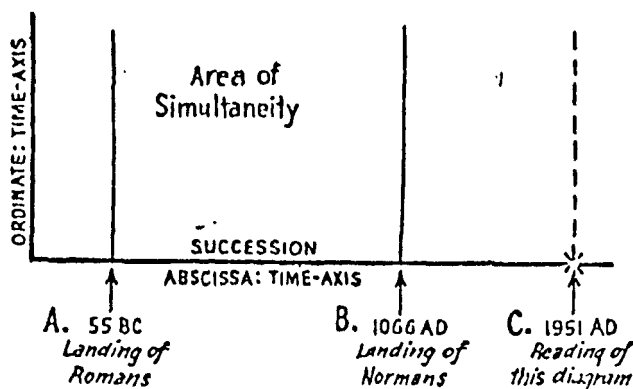 ORDINATE: TIME-AXIS
Area of
Simultaneity
SUCCESSION
ABSCISSA: TIME-AXIS
A. 55 BC
Landing of
Romans
B. 1066 AD
Landing of
Normans
C. 1951 AD
Reading of
this diagram